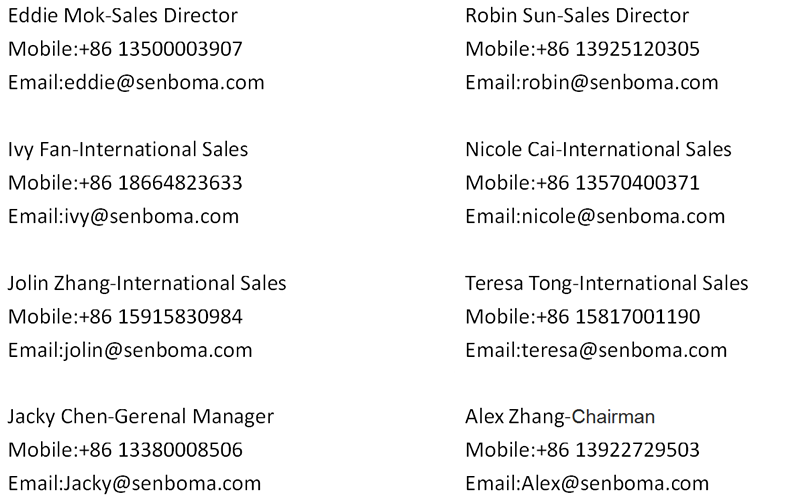 Eddie Mok-Sales Director
Mobile:+86 13500003907
Email:eddie@senboma.com
Robin Sun-Sales Director
Mobile:+86 13925120305
Email:robin@senboma.com
Ivy Fan-International Sales
Mobile:+86 18664823633
Email:ivy@senboma.com
Nicole Cai-International Sales
Mobile:+86 13570400371
Email:nicole@senboma.com
Jolin Zhang-International Sales
Mobile:+86 15915830984
Email:jolin@senboma.com
Teresa Tong-International Sales
Mobile:+86 15817001190
Email:teresa@senboma.com
Jacky Chen-Gerenal Manager
Mobile:+86 13380008506
Email:Jacky@senboma.com
Alex Zhang-Chairman
Mobile:+86 13922729503
Email:Alex@senboma.com